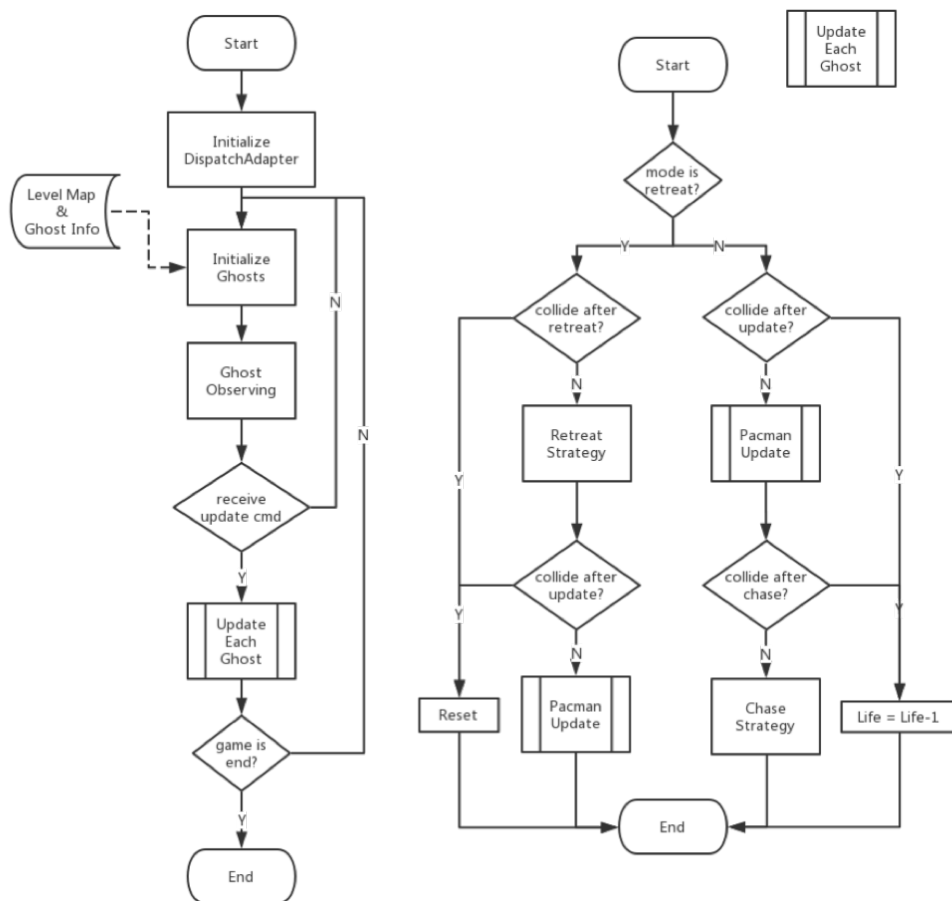 Start
Initialize
DispatchAdapter
Level Map
&
Ghost Info
Initialize
Ghosts
N
Ghost
Observing
N
receive
update cmd
Y
Update
Each
Ghost
game is
end?
Y
End
Update
Each
Ghost
Start
mode is
retreat?
Y
N
collide after
retreat?
collide after
update?
N
N
Retreat
Strategy
Pacman
Update
Y
Y
collide after
update?
collide after
chase?
Y
Y
N
N
Reset
Pacman
Update
Chase
Strategy
Life = Life-1
End